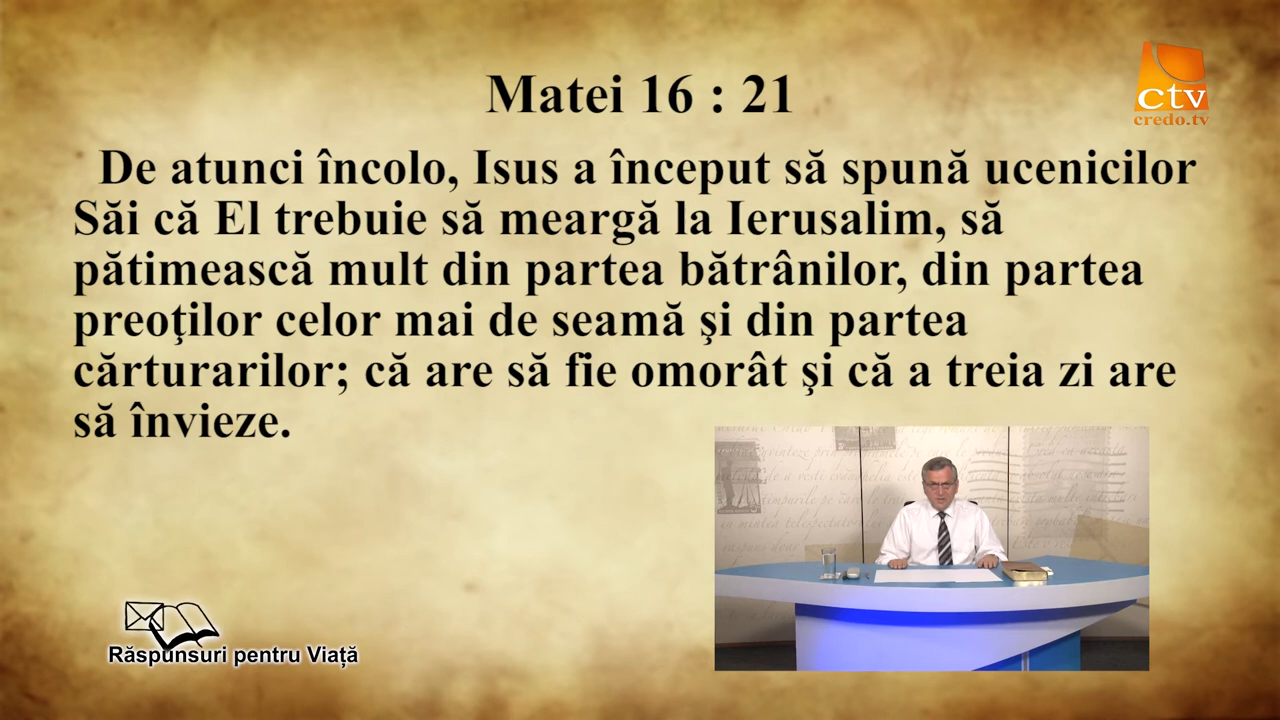 Matei 16 : 21
ctv
credo.tv
De atunci încolo, Isus a început să spună ucenicilor
Săi că El trebuie să meargă la Ierusalim, să
pătimească mult din partea bătrânilor, din partea
preoţilor celor mai de seamă şi din partea
cărturarilor; că are să fie omorât şi că a treia zi are
să învieze.
Răspunsuri pentru Viață